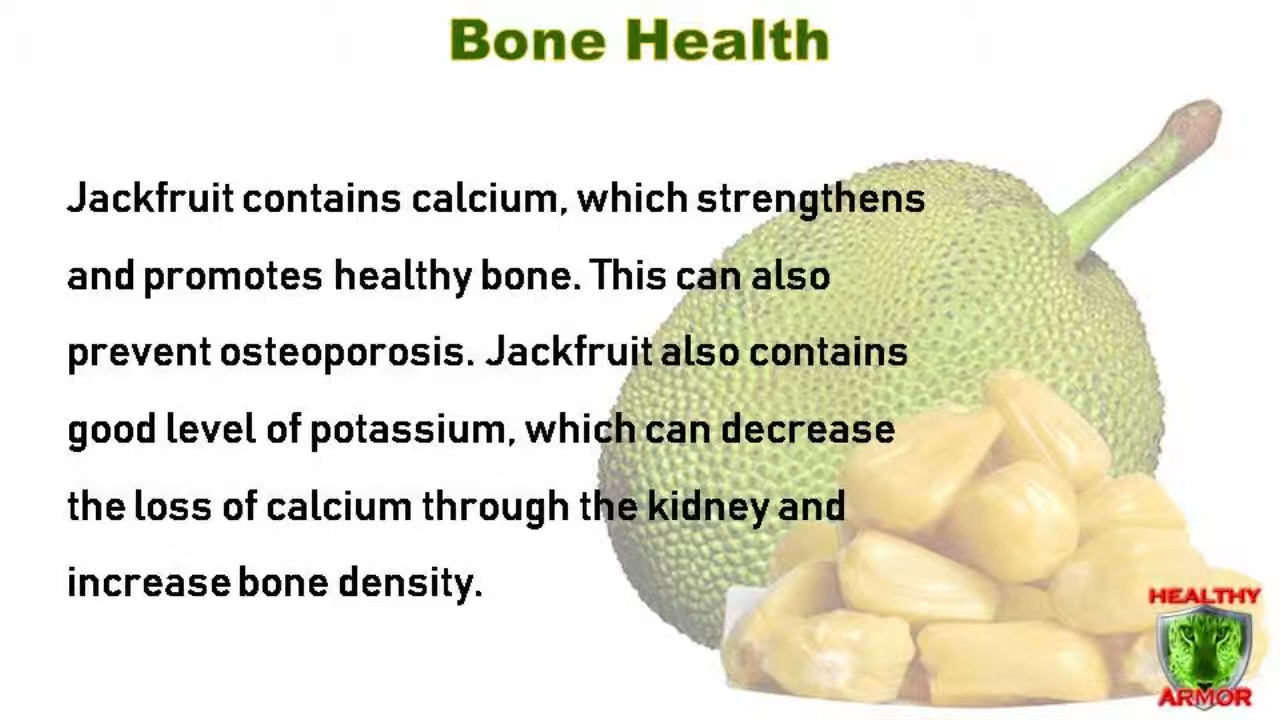 Bone Health
Jackfruit contains calcium, which strengthens
and promotes healthy bone. This can also
prevent osteoporosis. Jackfruit also contains
good level of potassium, which can decrease
the loss of calcium through the kidney and
increase bone density.
HEALTHY
ARMOR